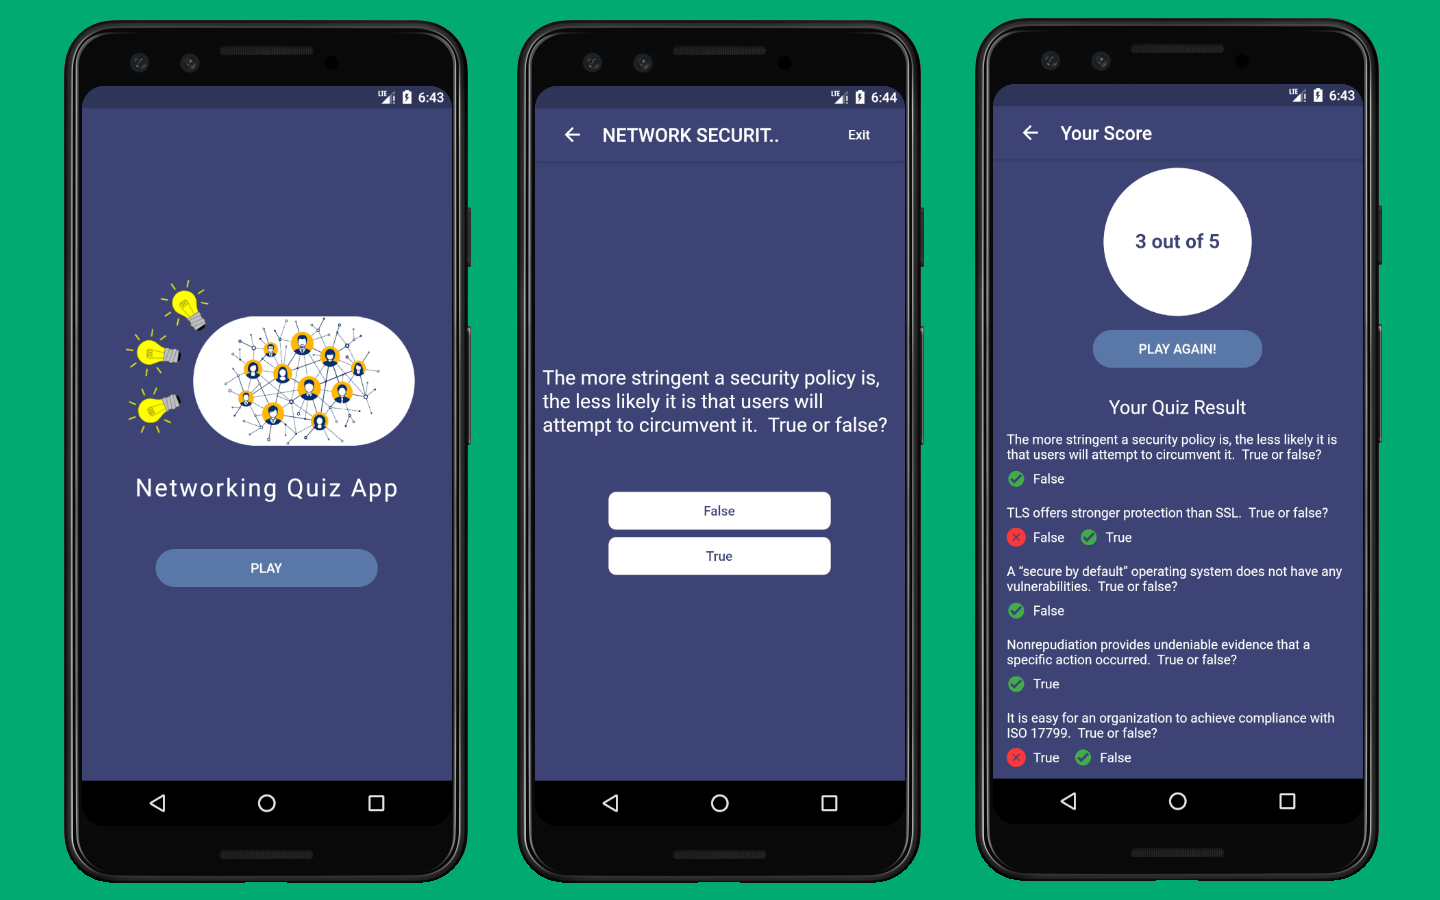 LTE 6:43
Networking Quiz App
PLAY
LTE 6:44
NETWORK SECURIT..
Exit
The more stringent a security policy is,
the less likely it is that users will
attempt to circumvent it.  True or false?
False
True
LTE 6:43
Your Score
3 out of 5
PLAY AGAIN!
Your Quiz Result
The more stringent a security policy is, the less likely it is
that users will attempt to circumvent it.  True or false?
False
TLS offers stronger protection than SSL.  True or false?
False True
A “secure by default” operating system does not have any
vulnerabilities.  True or false?
False
Nonrepudiation provides undeniable evidence that a
specific action occurred.  True or false?
True
It is easy for an organization to achieve compliance with
ISO 17799.  True or false?
True False